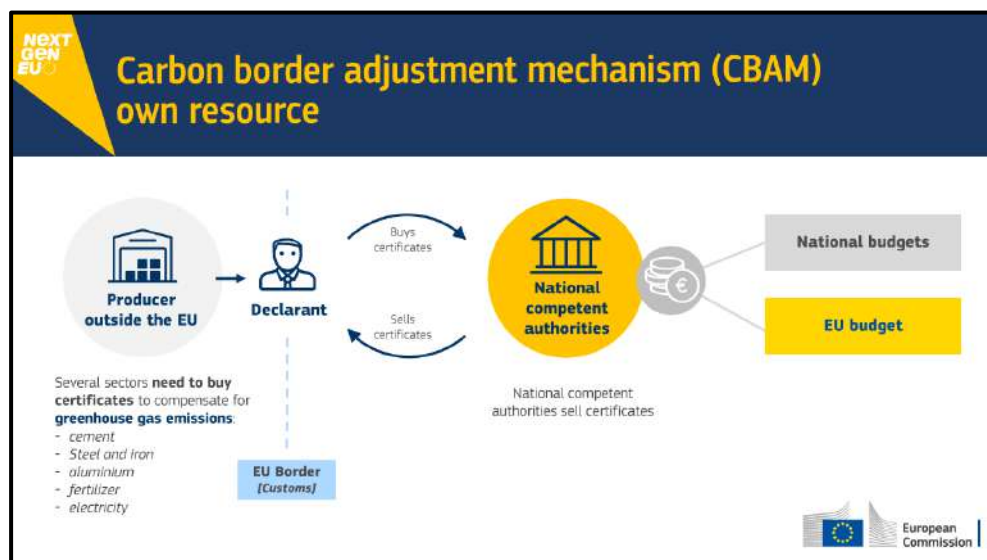 NEXT
GEN
EU
Carbon border adjustment mechanism (CBAM)
own resource
Producer
outside the EU
Declarant
Buys
certificates
Sells
certificates
National
competent
authorities
€
National budgets
EU budget
Several sectors need to buy
certificates to compensate for
greenhouse gas emissions:
- cement
- Steel and iron
- aluminium
- fertilizer
- electricity
EU Border
[Customs]
National competent
authorities sell certificates
European
Commission